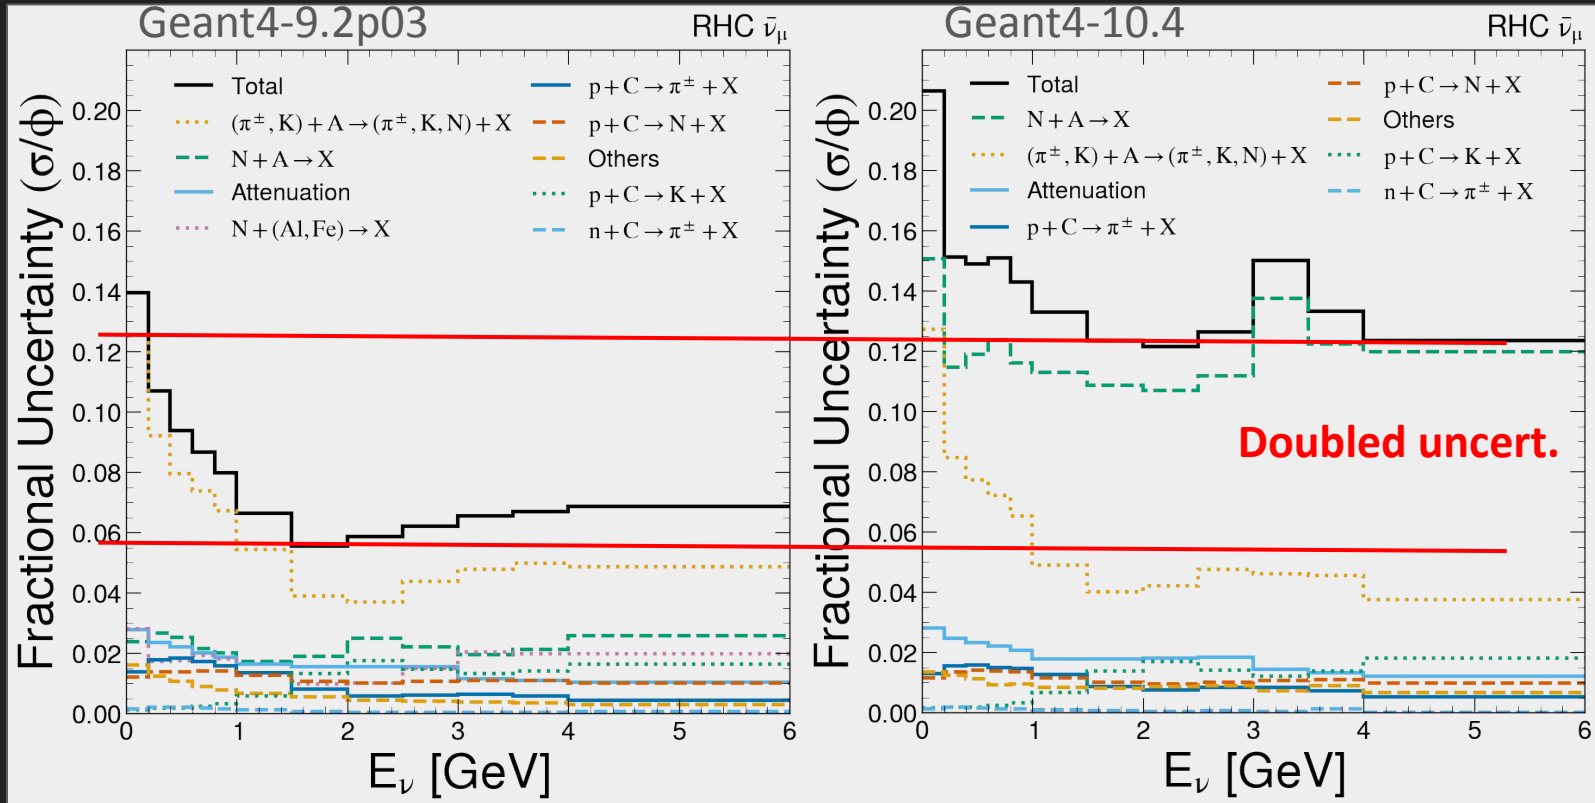 Geant4-9.2p03
RHC ν̄μ
Total
(π±, K) + A → (π±, K, N) + X
N + A → X
Attenuation
N + (Al, Fe) → X
p + C → π± + X
p + C → N + X
Others
p + C → K + X
n + C → π± + X
Fractional Uncertainty (σ/ϕ)
0.20
0.18
0.16
0.14
0.12
0.10
0.08
0.06
0.04
0.02
0.00
0 1 2 3 4 5 6
Eν [GeV]
Geant4-10.4
RHC ν̄μ
Total
N + A → X
(π±, K) + A → (π±, K, N) + X
Attenuation
p + C → π± + X
p + C → N + X
Others
p + C → K + X
n + C → π± + X
Doubled uncert.
Fractional Uncertainty (σ/ϕ)
0.20
0.18
0.16
0.14
0.12
0.10
0.08
0.06
0.04
0.02
0.00
0 1 2 3 4 5 6
Eν [GeV]